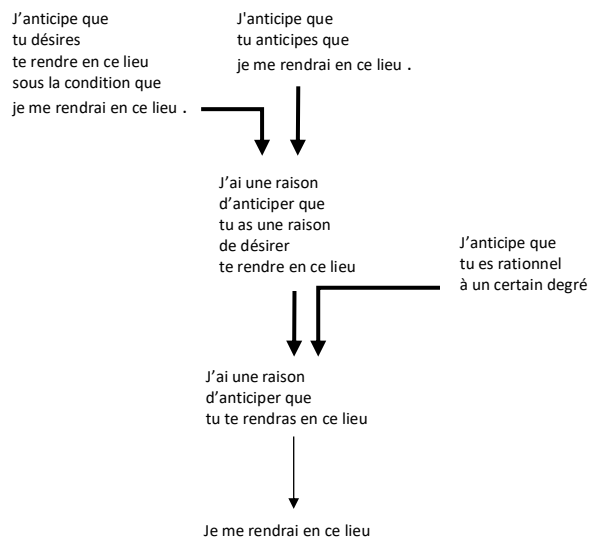 J’anticipe que
tu désires
te rendre en ce lieu
sous la condition que
je me rendrai en ce lieu .
J'anticipe que
tu anticipes que
je me rendrai en ce lieu .
J’ai une raison
d’anticiper que
tu as une raison
de désirer
te rendre en ce lieu
J’anticipe que
tu es rationnel
à un certain degré
J’ai une raison
d’anticiper que
tu te rendras en ce lieu
Je me rendrai en ce lieu